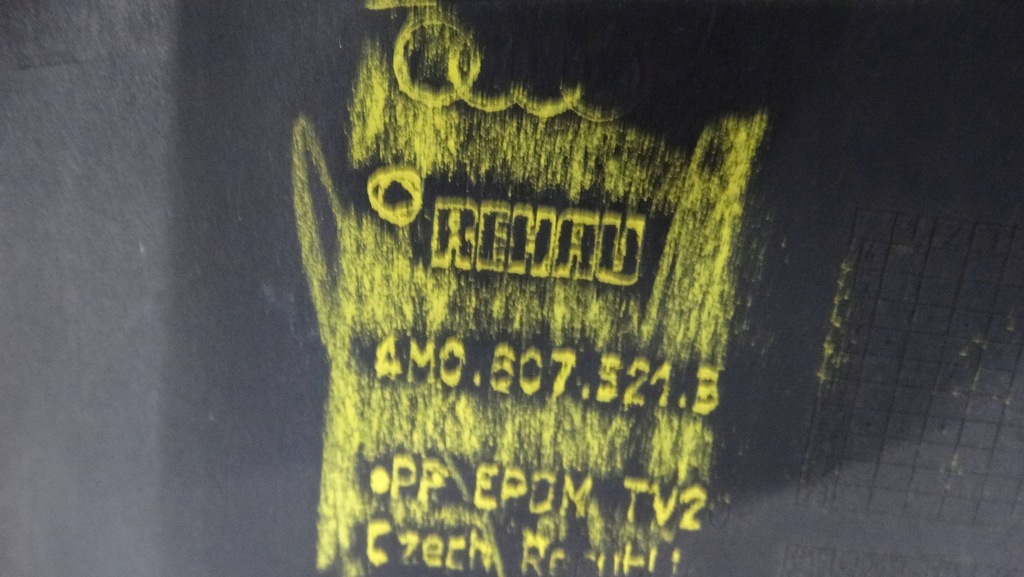 REHAU
4M0.807.521.B
PP EPDM TV2
Czech